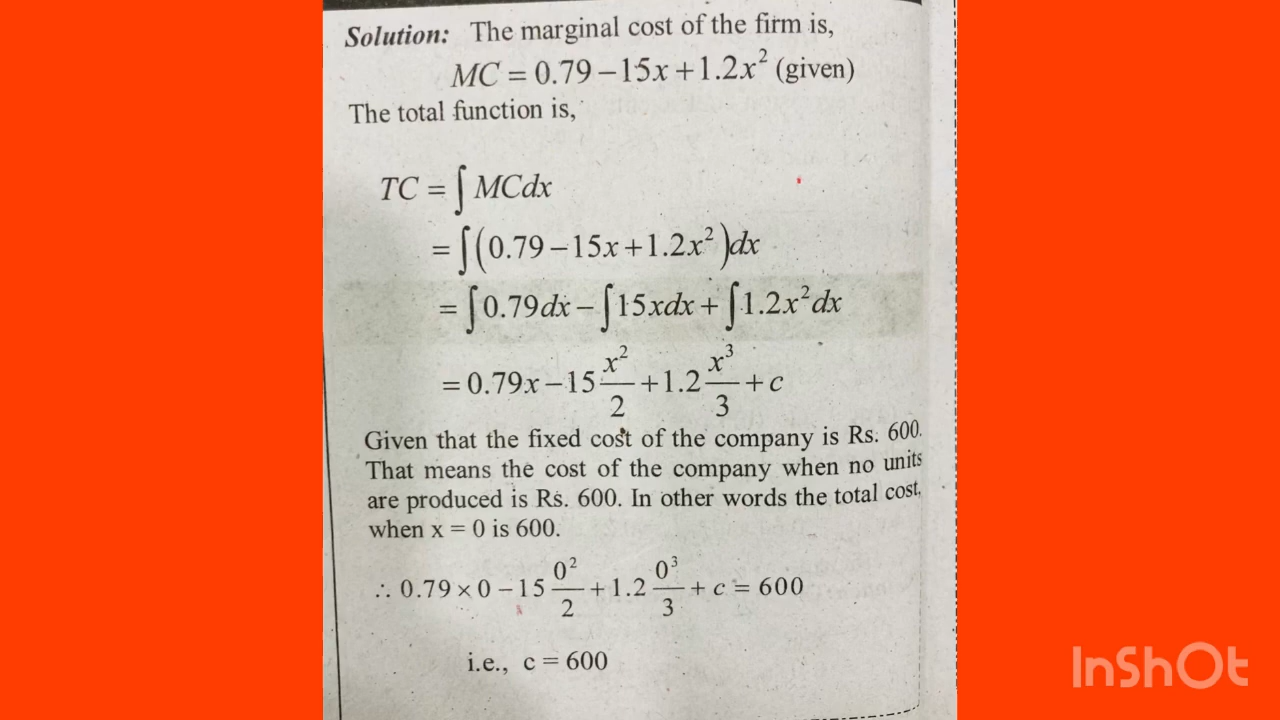 Solution: The marginal cost of the firm is,
MC = 0.79 – 15x + 1.2x² (given)
The total function is,
TC = ∫ MCdx
= ∫(0.79 – 15x + 1.2x²)dx
= ∫0.79dx – ∫15xdx + ∫1.2x²dx
= 0.79x – 15 x²/2 + 1.2 x³/3 + c
Given that the fixed cost of the company is Rs. 600.
That means the cost of the company when no units
are produced is Rs. 600. In other words the total cost,
when x = 0 is 600.
∴ 0.79 × 0 – 15 0²/2 + 1.2 0³/3 + c = 600
i.e., c = 600
InShOt